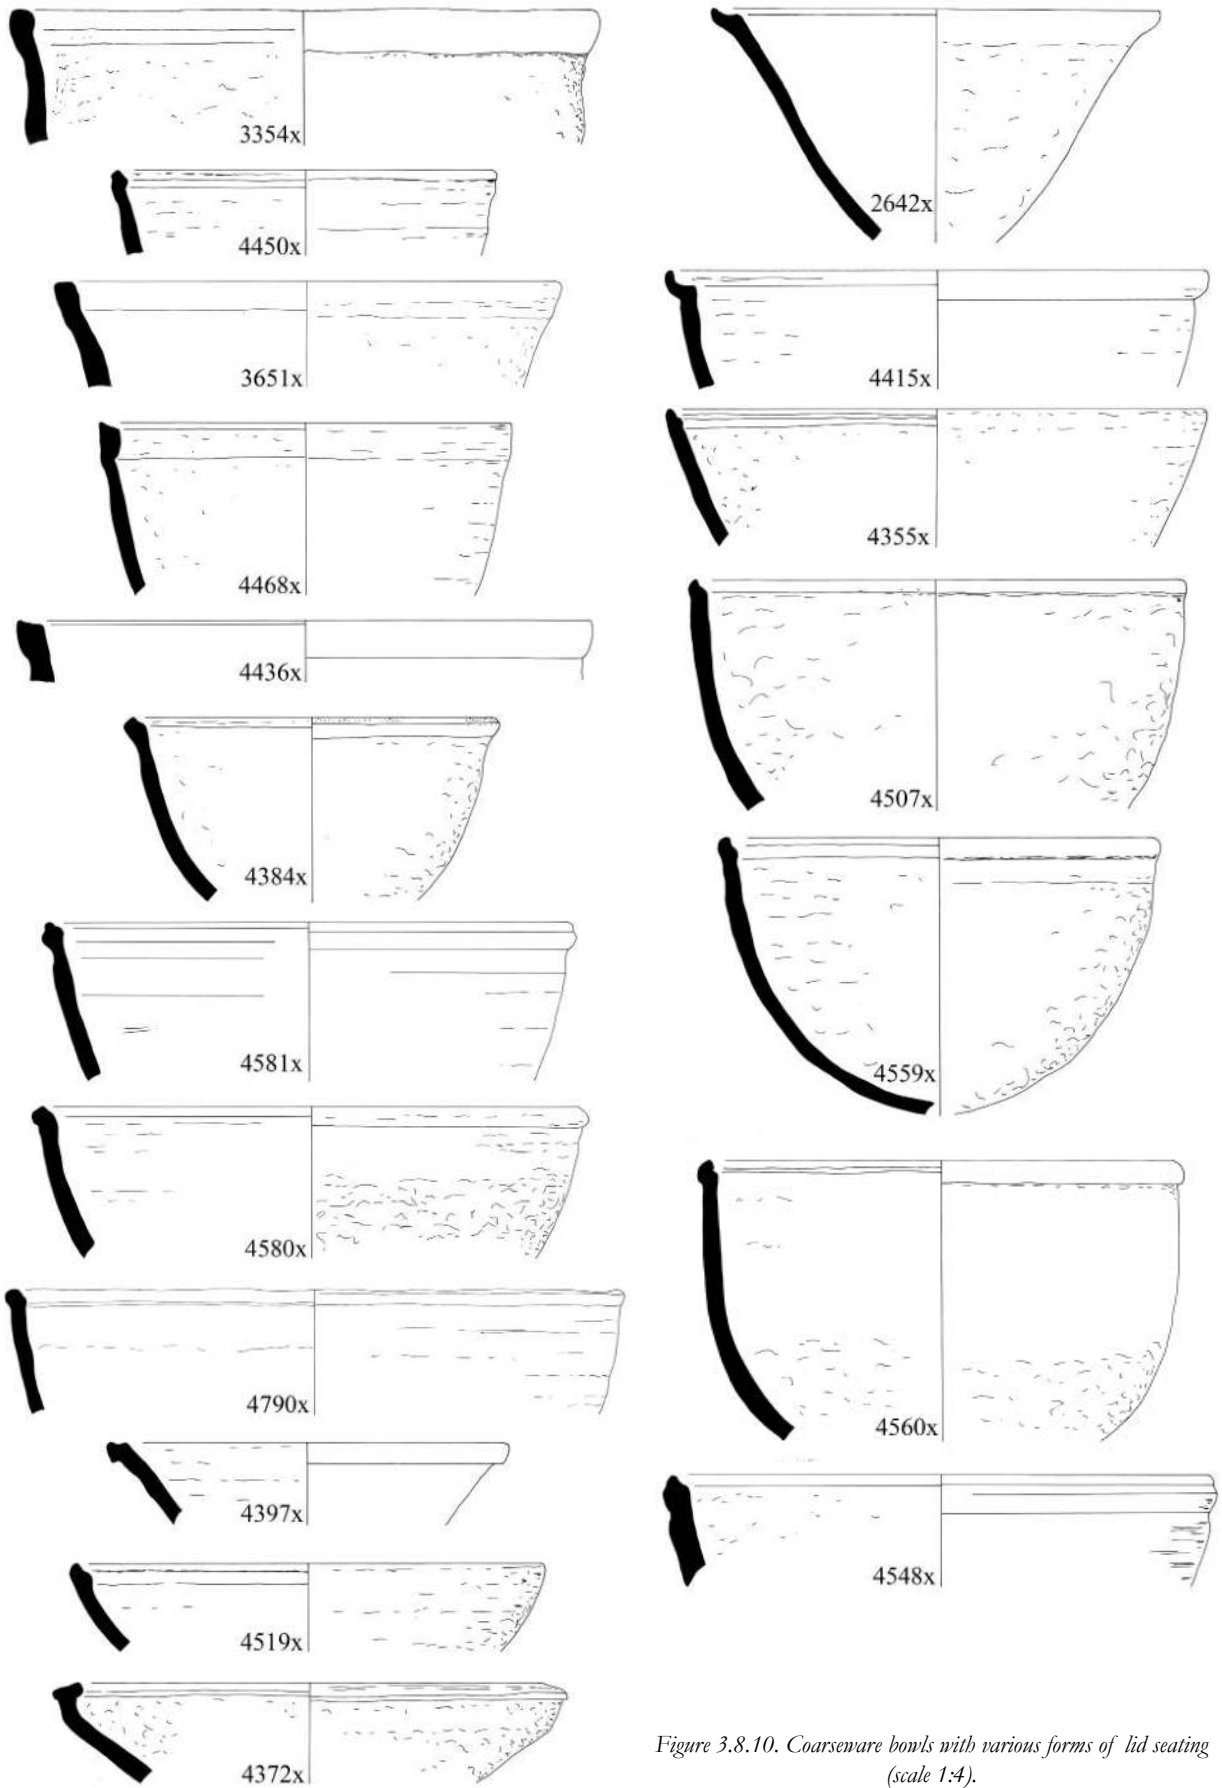 3354x
4450x
3651x
4468x
4436x
4384x
4581x
4580x
4790x
4397x
4519x
4372x
2642x
4415x
4355x
4507x
4559x
4560x
4548x
Figure 3.8.10. Coarseware bowls with various forms of lid seating
(scale 1:4).